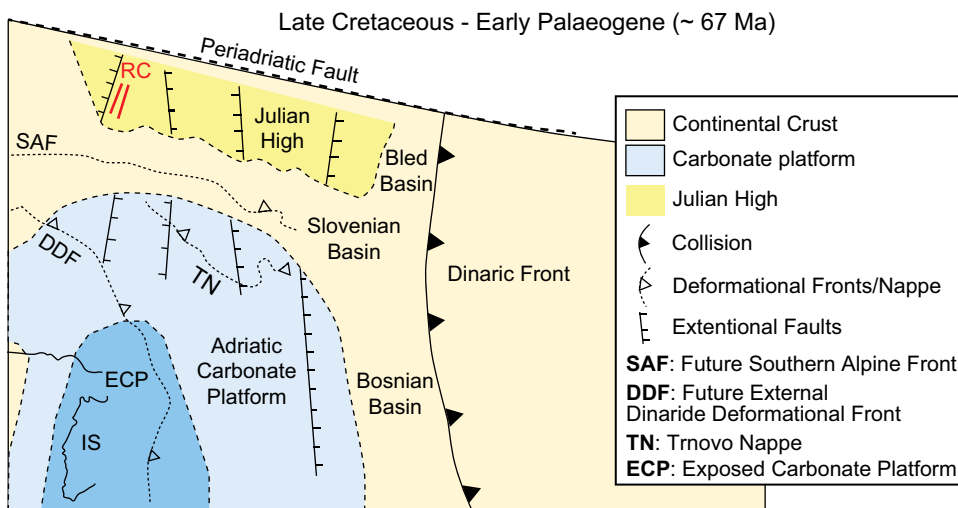 Late Cretaceous - Early Palaeogene (~ 67 Ma)
Periadriatic Fault
RC
Julian
High
SAF
Bled
Basin
Slovenian
Basin
DDF
TN
Dinaric Front
Adriatic
Carbonate
Platform
ECP
Bosnian
Basin
IS
Continental Crust
Carbonate platform
Julian High
Collision
Deformational Fronts/Nappe
Extentional Faults
SAF: Future Southern Alpine Front
DDF: Future External
Dinaride Deformational Front
TN: Trnovo Nappe
ECP: Exposed Carbonate Platform